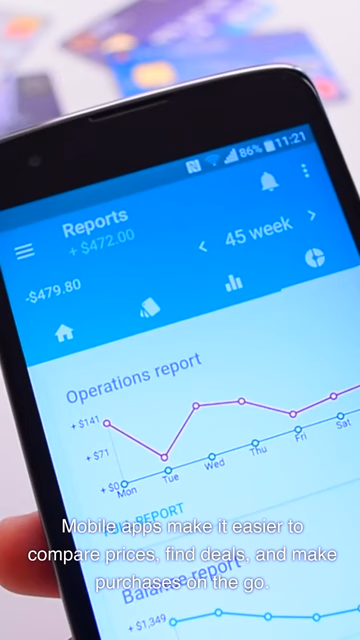 86% 11:21
Reports
+ $472.00
45 week
-$479.80
Operations report
+ $141
+ $71
+ $0
Mon Tue Wed Thu Fri Sat
Mobile apps make it easier to
compare prices, find deals, and make
purchases on the go.
Balance report
+ $1,349